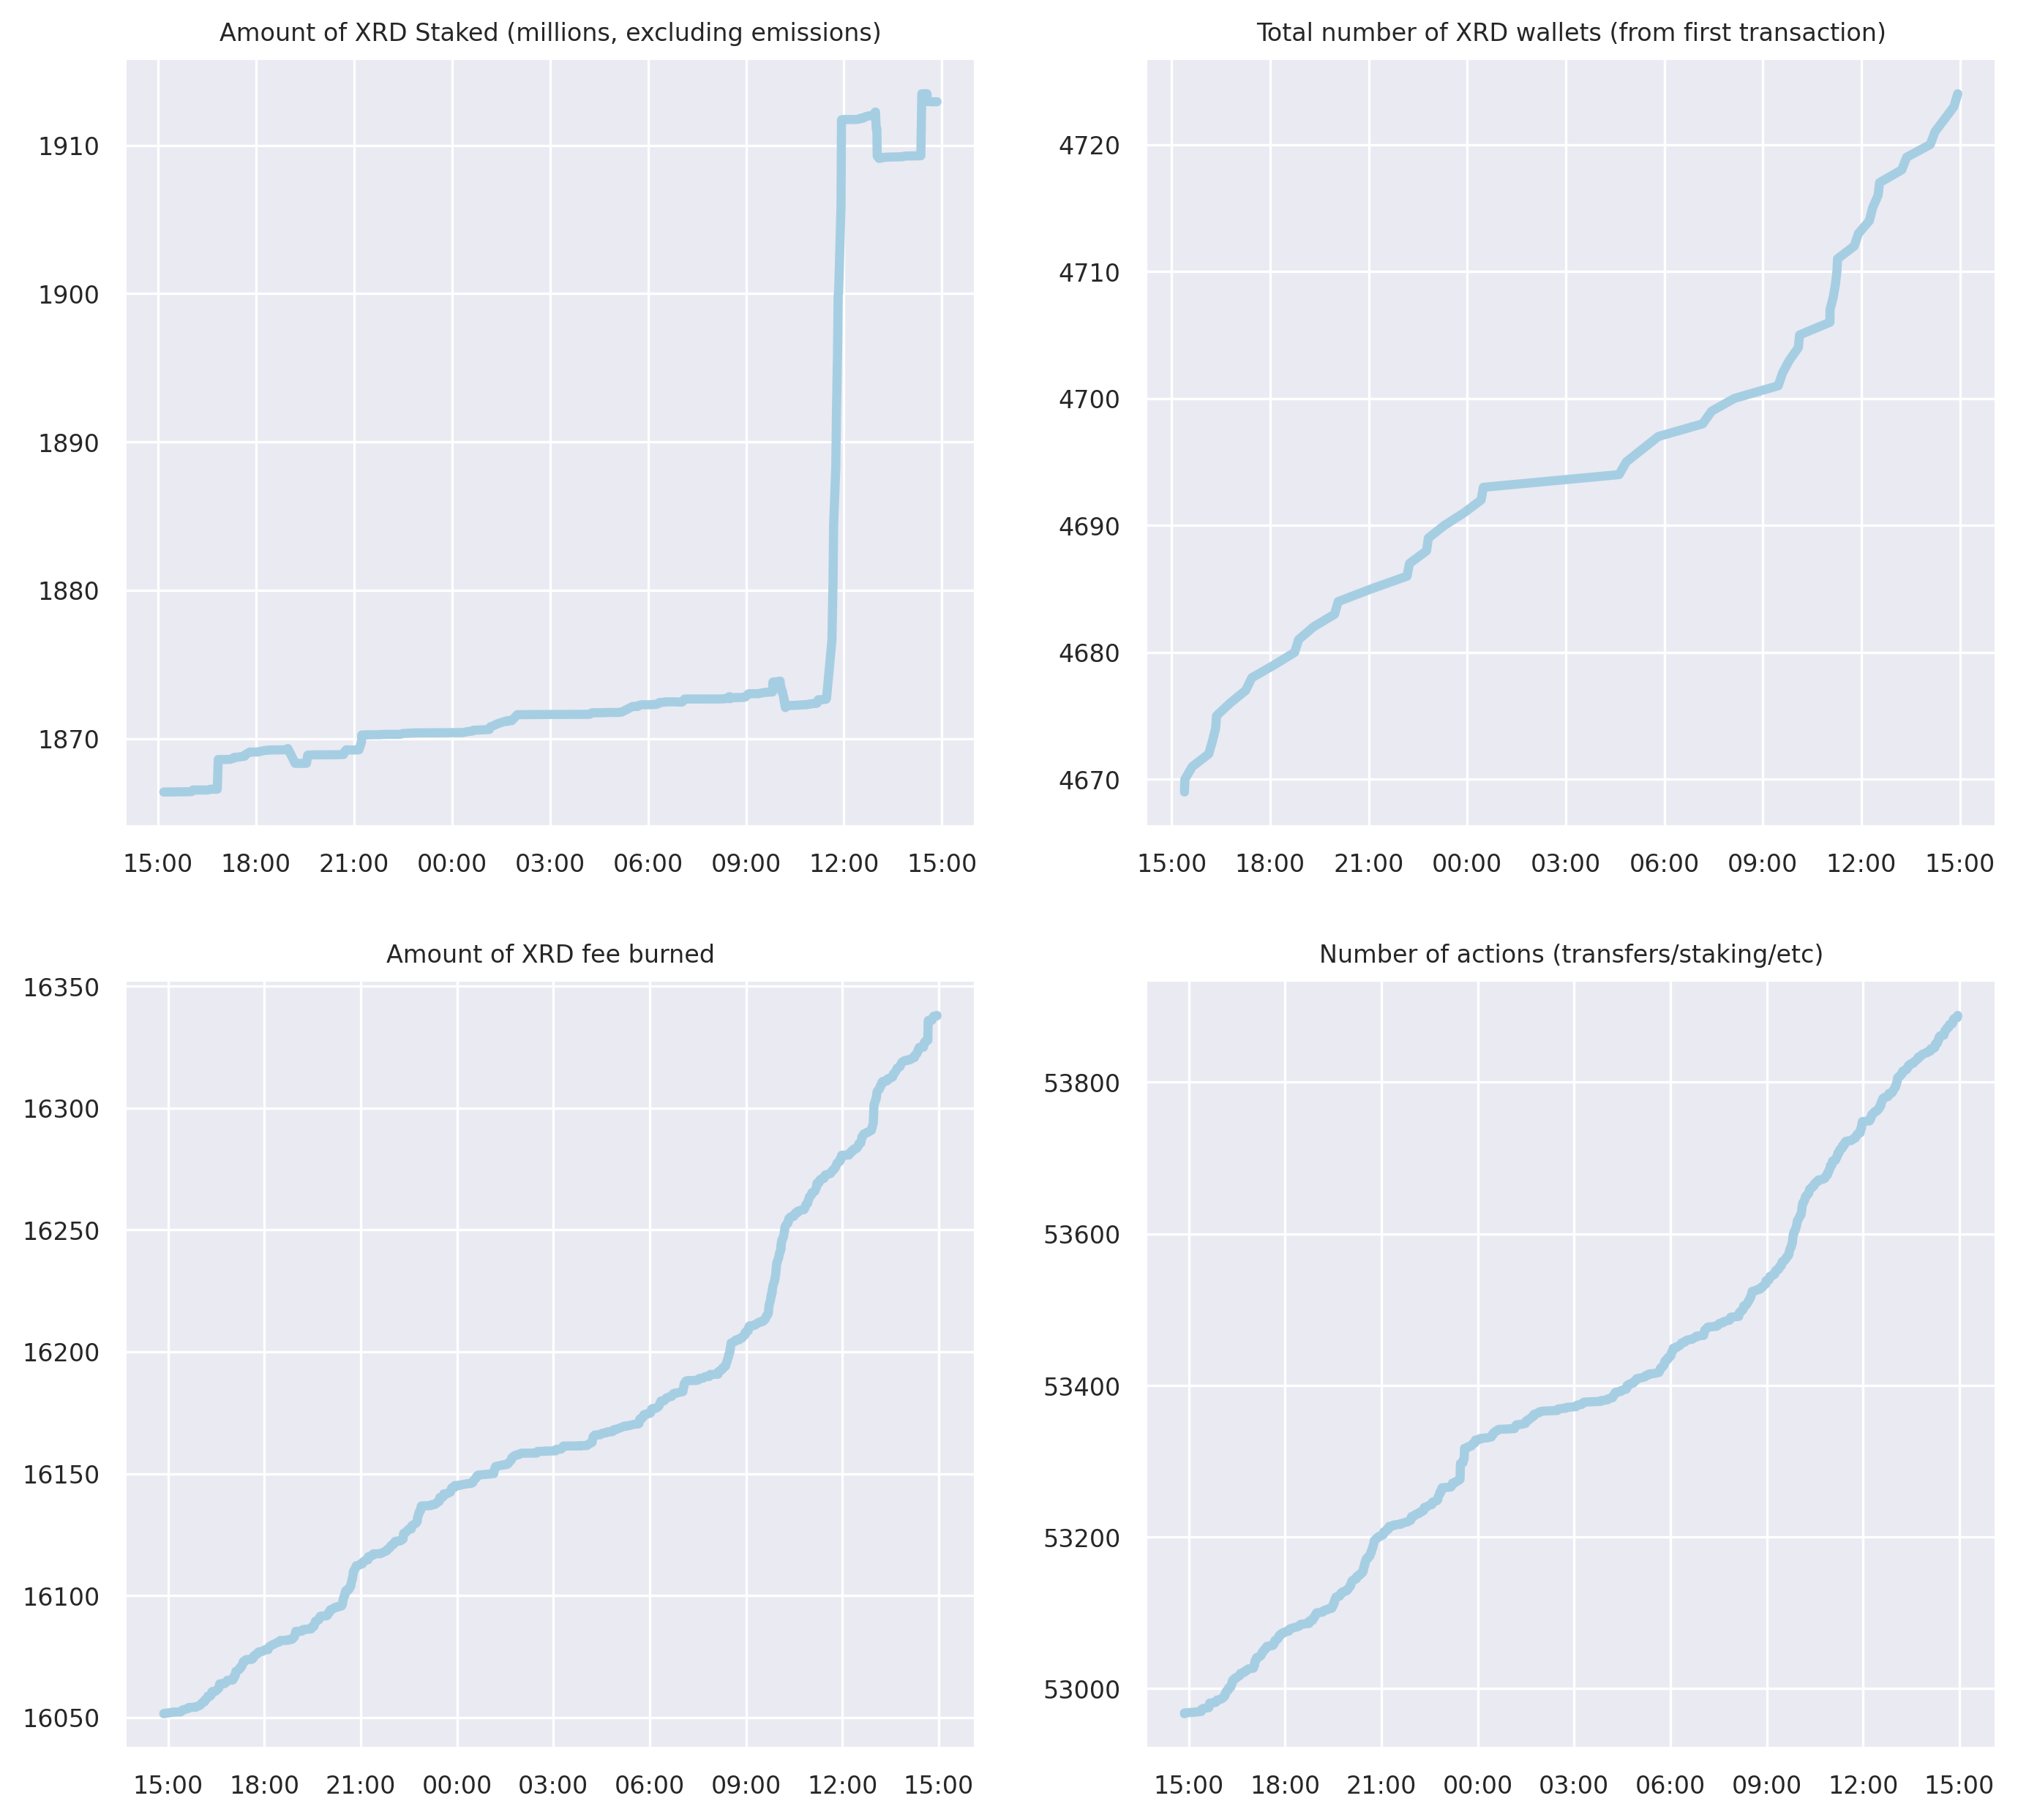 Amount of XRD Staked (millions, excluding emissions)
1910
1900
1890
1880
1870
15:00 18:00 21:00 00:00 03:00 06:00 09:00 12:00 15:00
Total number of XRD wallets (from first transaction)
4720
4710
4700
4690
4680
4670
15:00 18:00 21:00 00:00 03:00 06:00 09:00 12:00 15:00
Amount of XRD fee burned
16350
16300
16250
16200
16150
16100
16050
15:00 18:00 21:00 00:00 03:00 06:00 09:00 12:00 15:00
Number of actions (transfers/staking/etc)
53800
53600
53400
53200
53000
15:00 18:00 21:00 00:00 03:00 06:00 09:00 12:00 15:00